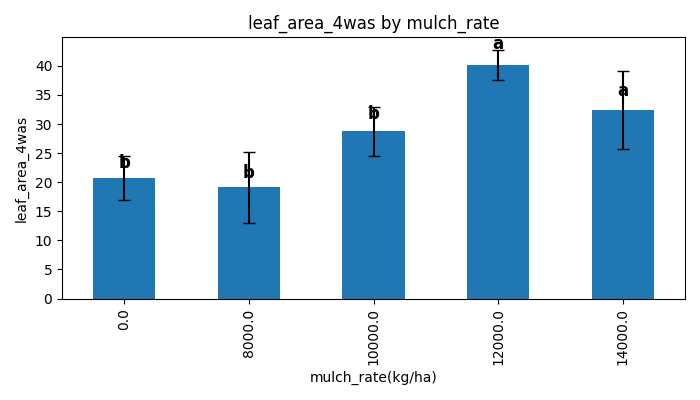 leaf_area_4was by mulch_rate
leaf_area_4was
40
35
30
25
20
15
10
5
0
b
b
b
a
a
0.0
8000.0
10000.0
12000.0
14000.0
mulch_rate(kg/ha)